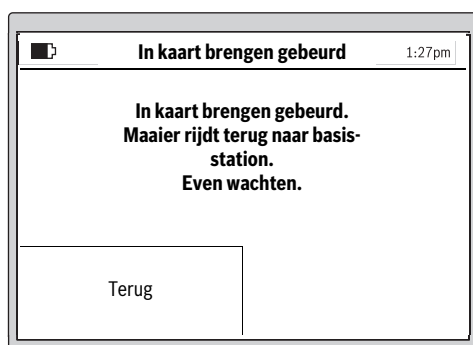 In kaart brengen gebeurd 1:27pm
In kaart brengen gebeurd.
Maaier rijdt terug naar basis-
station.
Even wachten.
Terug